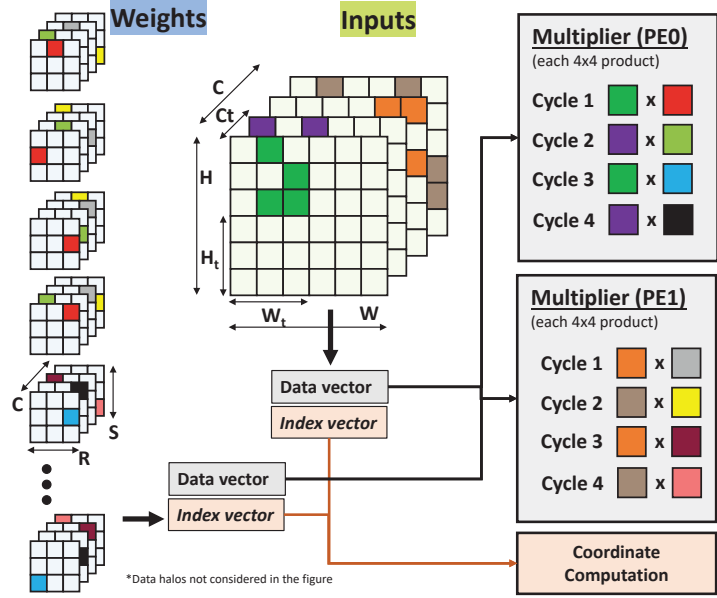 Weights
Inputs
C
Ct
H
H_t
W_t
W
C
S
R
Data vector
Index vector
Data vector
Index vector
*Data halos not considered in the figure
Multiplier (PE0)
(each 4x4 product)
Cycle 1 x
Cycle 2 x
Cycle 3 x
Cycle 4 x
Multiplier (PE1)
(each 4x4 product)
Cycle 1 x
Cycle 2 x
Cycle 3 x
Cycle 4 x
Coordinate
Computation